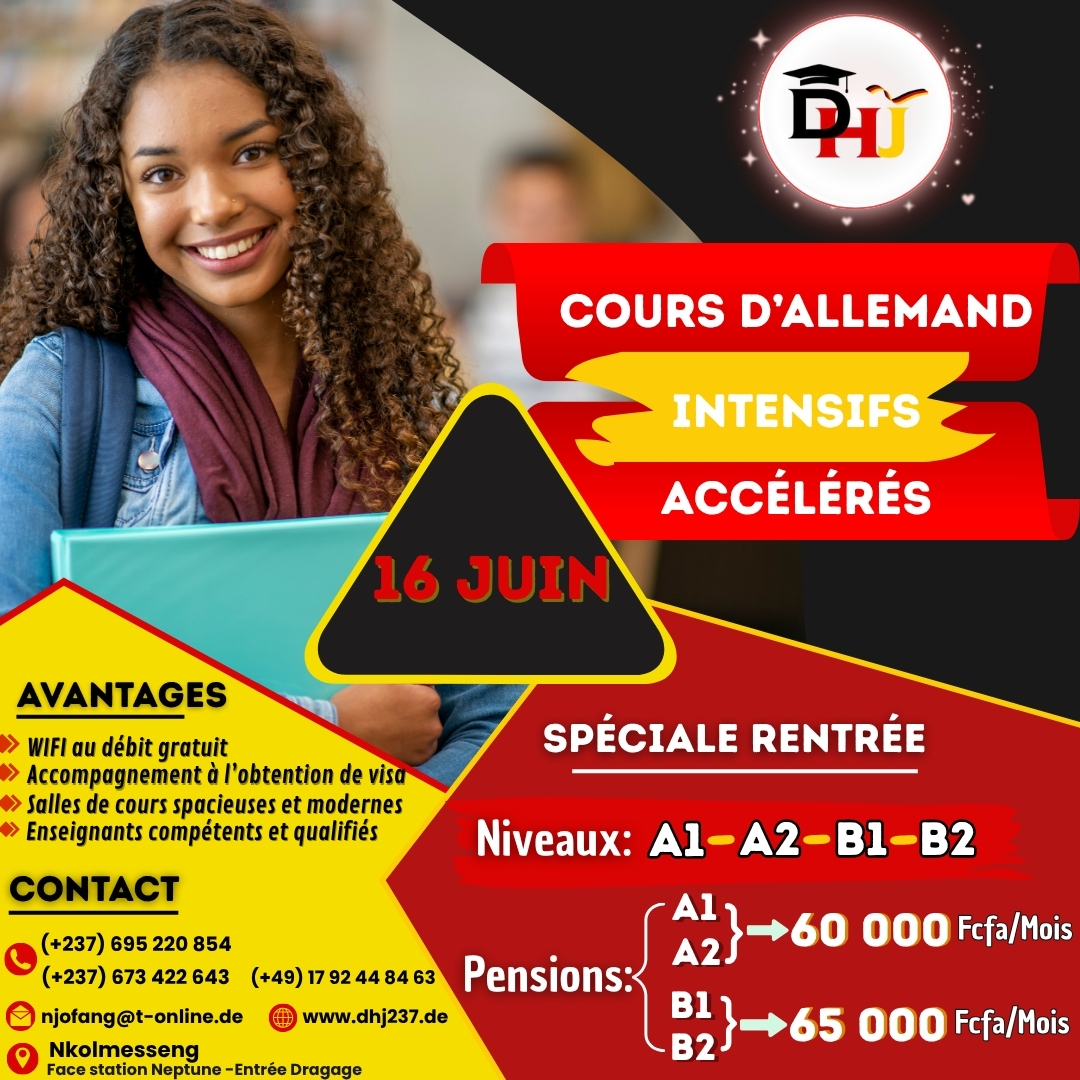 DHJ
COURS D'ALLEMAND
INTENSIFS
ACCÉLÉRÉS
16 JUIN
AVANTAGES
WIFI au débit gratuit
Accompagnement à l'obtention de visa
Salles de cours spacieuses et modernes
Enseignants compétents et qualifiés
CONTACT
(+237) 695 220 854
(+237) 673 422 643 (+49) 17 92 44 84 63
njofang@t-online.de www.dhj237.de
Nkolmesseng
Face station Neptune -Entrée Dragage
SPÉCIALE RENTRÉE
Niveaux: A1-A2-B1-B2
Pensions:
A1
A2
60 000 Fcfa/Mois
B1
B2
65 000 Fcfa/Mois